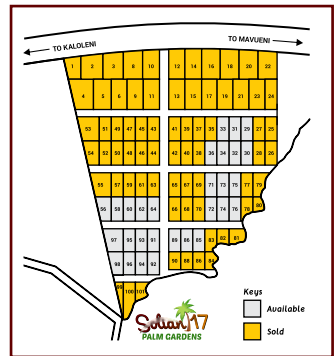 TO KALOLENI
TO MAVUENI
1 2 3 8 10 12 14 16 18 20 22
4 5 6 9 11 13 15 17 19 21 23 24
53 51 49 47 45 43 41 39 37 35 33 31 29 27 25
54 52 50 48 46 44 42 40 38 36 34 32 30 28 26
55 57 59 61 63 65 67 69 71 73 75 77 79
56 58 60 62 64 66 68 70 72 74 76 78 80
97 95 93 91 89 86 85 83 82 81
98 96 94 92 90 88 86 84
99 100 101
Soltan 17
PALM GARDENS
Keys
Available
Sold